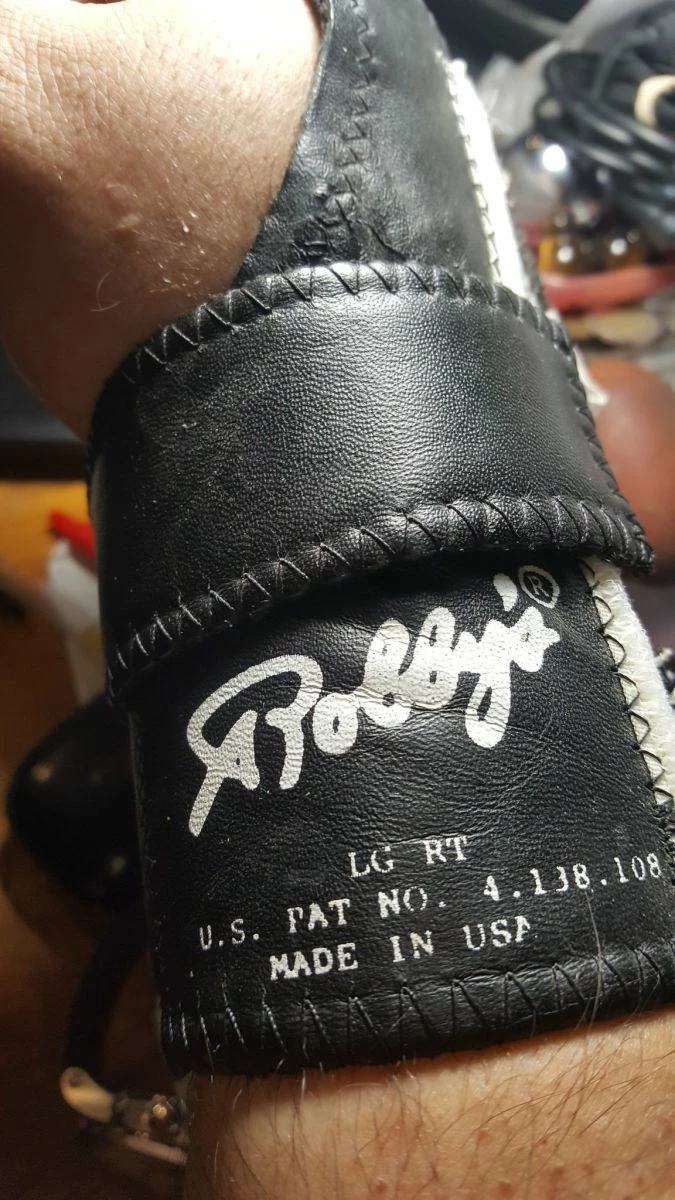 Robby's®
LG RT
U.S. PAT NO. 4.138.108
MADE IN USA